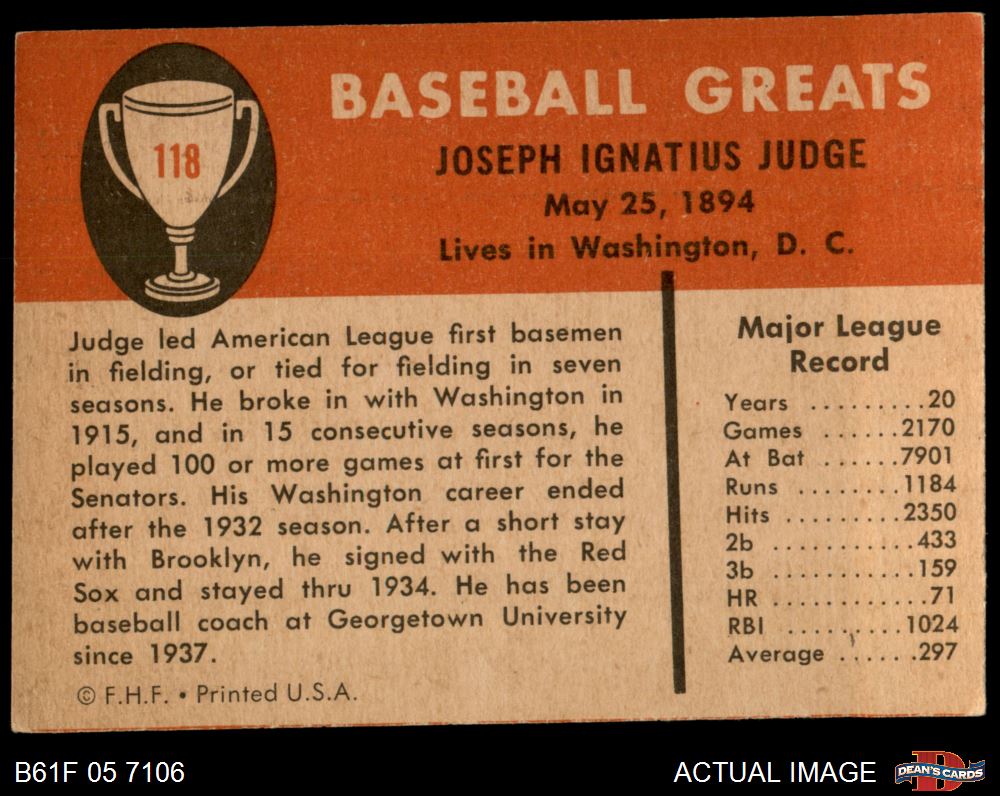 118
BASEBALL GREATS
JOSEPH IGNATIUS JUDGE
May 25, 1894
Lives in Washington, D. C.
Judge led American League first basemen
in fielding, or tied for fielding in seven
seasons. He broke in with Washington in
1915, and in 15 consecutive seasons, he
played 100 or more games at first for the
Senators. His Washington career ended
after the 1932 season. After a short stay
with Brooklyn, he signed with the Red
Sox and stayed thru 1934. He has been
baseball coach at Georgetown University
since 1937.
© F.H.F. • Printed U.S.A.
Major League
Record
Years .........20
Games ......2170
At Bat ......7901
Runs ........1184
Hits .........2350
2b ...........433
3b ...........159
HR ............71
RBI .........1024
Average ......297
B61F 05 7106
ACTUAL IMAGE
D
DEAN'S CARDS